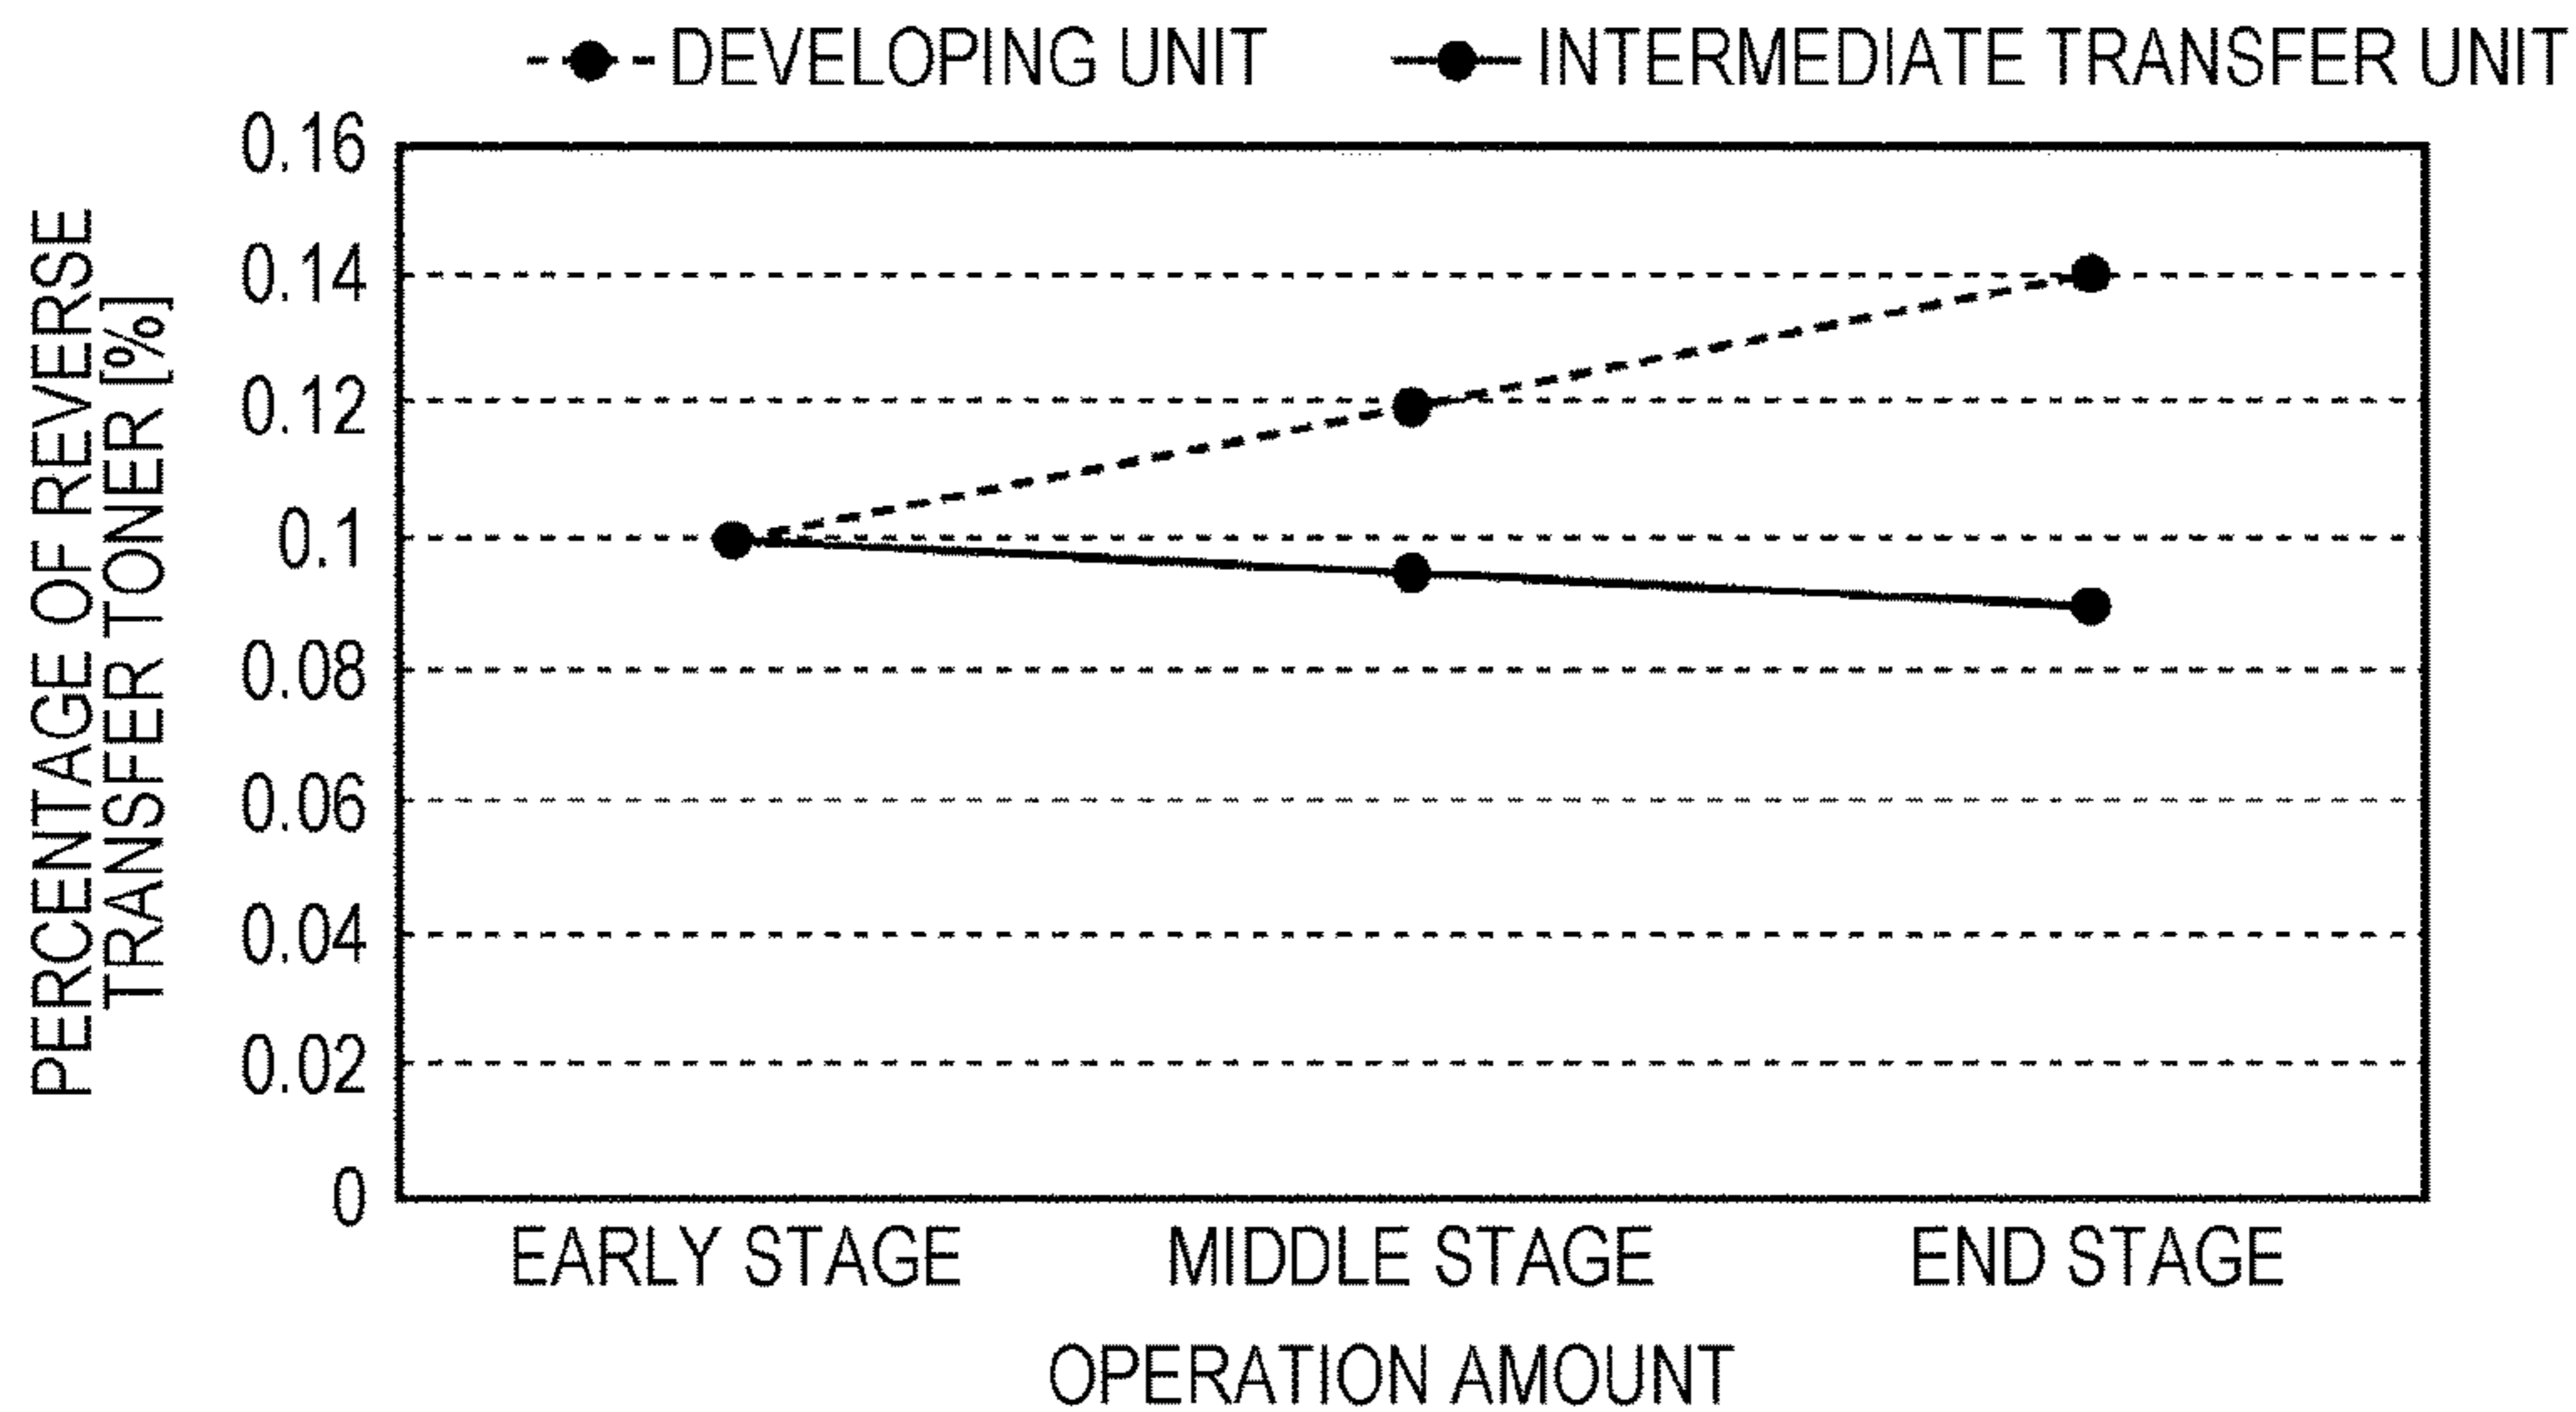 DEVELOPING UNIT
INTERMEDIATE TRANSFER UNIT
PERCENTAGE OF REVERSE
TRANSFER TONER [%]
0.16
0.14
0.12
0.1
0.08
0.06
0.04
0.02
0
EARLY STAGE
MIDDLE STAGE
END STAGE
OPERATION AMOUNT